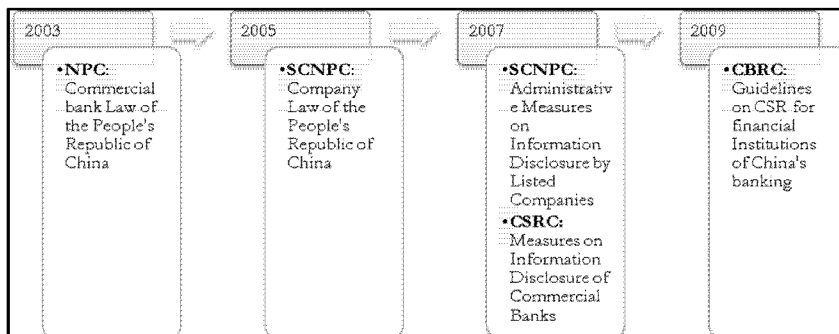 2003
•NPC:
Commercial
bank Law of
the People's
Republic of
China
2005
•SCNPC:
Company
Law of the
People's
Republic of
China
2007
•SCNPC:
Administrativ
e Measures
on
Information
Disclosure by
Listed
Companies
•CSRC:
Measures on
Information
Disclosure of
Commercial
Banks
2009
•CBRC:
Guidelines
on CSR for
financial
Institutions
of China's
banking